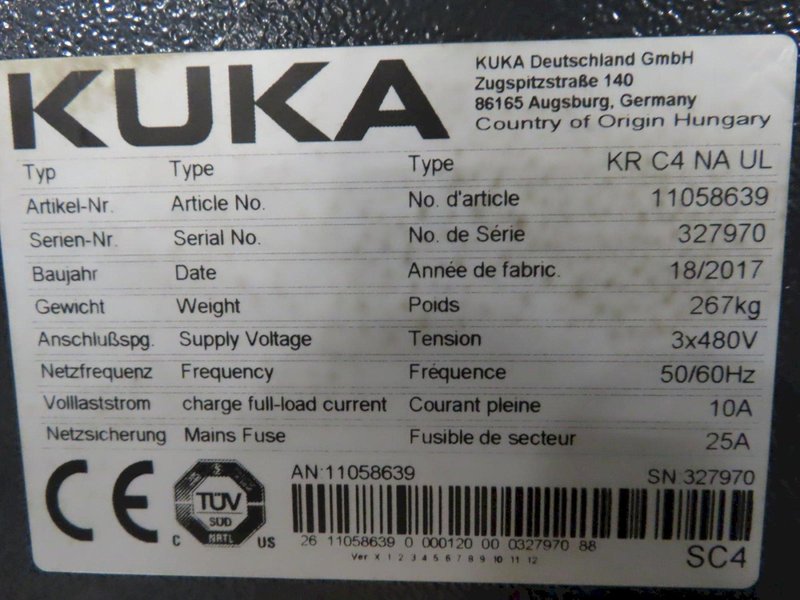 KUKA
KUKA Deutschland GmbH
Zugspitzstraße 140
86165 Augsburg, Germany
Country of Origin Hungary
Typ Type Type KR C4 NA UL
Artikel-Nr. Article No. No. d'article 11058639
Serien-Nr. Serial No. No. de Série 327970
Baujahr Date Année de fabric. 18/2017
Gewicht Weight Poids 267kg
Anschlußspg. Supply Voltage Tension 3x480V
Netzfrequenz Frequency Fréquence 50/60Hz
Volllaststrom charge full-load current Courant pleine 10A
Netzsicherung Mains Fuse Fusible de secteur 25A
CE
TÜV
SÜD
NRTL
C US
AN:11058639 SN:327970
26 11058639 0 000120 00 0327970 88
Ver X 1 2 3 4 5 6 7 8 9 10 11 12
SC4